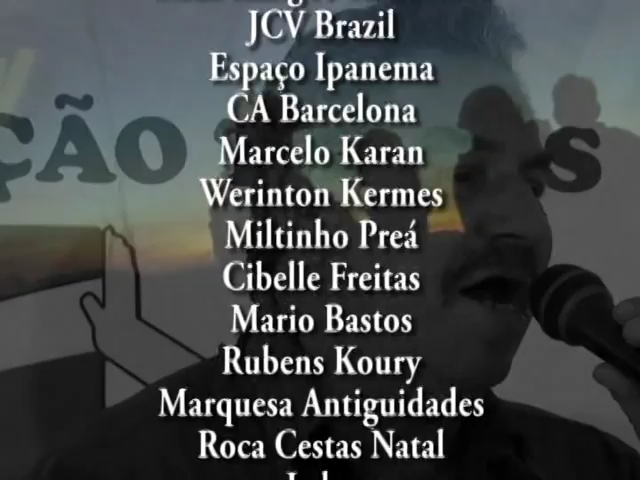 JCV Brazil
Espaço Ipanema
CA Barcelona
ÇÃO
S
Marcelo Karan
Werinton Kermes
Miltinho Preá
Cibelle Freitas
Mario Bastos
Rubens Koury
Marquesa Antiguidades
Roca Cestas Natal